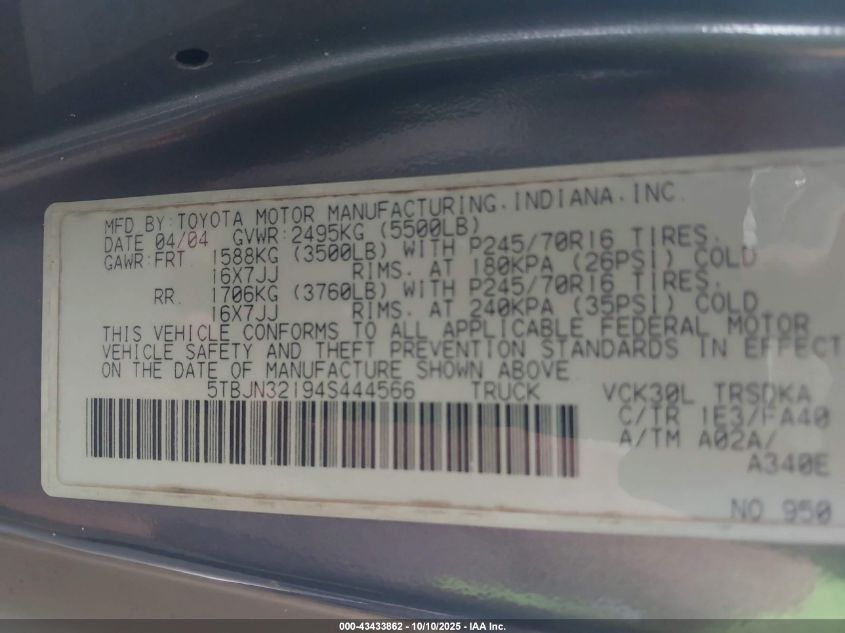 MFD BY:TOYOTA MOTOR MANUFACTURING.INDIANA.INC.
DATE 04/04 GVWR:2495KG (5500LB)
GAWR:FRT 1588KG (3500LB) WITH P245/70R16 TIRES.
16X7JJ RIMS. AT 180KPA (26PSI) COLD
RR. 1706KG (3760LB) WITH P245/70R16 TIRES.
16X7JJ RIMS. AT 240KPA (35PSI) COLD
THIS VEHICLE CONFORMS TO ALL APPLICABLE FEDERAL MOTOR
VEHICLE SAFETY AND THEFT PREVENTION STANDARDS IN EFFECT
ON THE DATE OF MANUFACTURE SHOWN ABOVE
5TBJN32194S444566 TRUCK VCK30L TRSDKA
C/TR 1E3/FA40
A/TM A02A/
A340E
NO 950
000-43433862 - 10/10/2025 - IAA Inc.